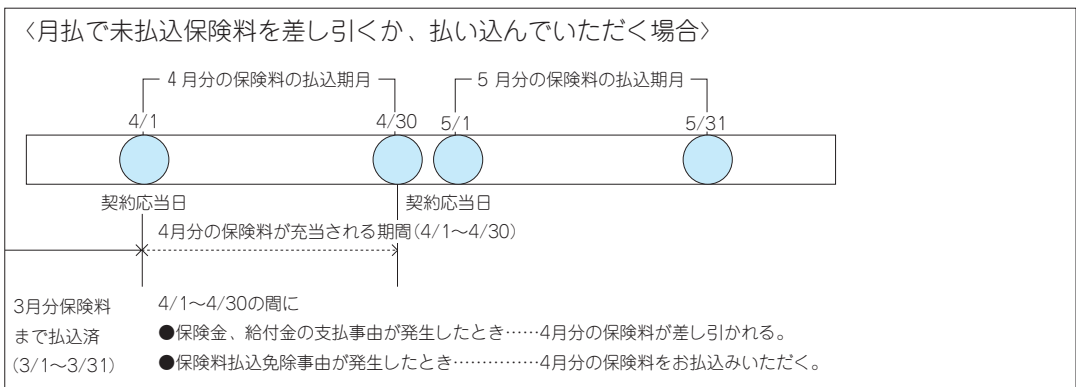 〈月払で未払込保険料を差し引くか、払い込んでいただく場合〉
4月分の保険料の払込期月 5月分の保険料の払込期月
4/1 4/30 5/1 5/31
契約応当日 契約応当日
4月分の保険料が充当される期間(4/1～4/30)
3月分保険料
まで払込済
(3/1～3/31)
4/1～4/30の間に
●保険金、給付金の支払事由が発生したとき……4月分の保険料が差し引かれる。
●保険料払込免除事由が発生したとき……………4月分の保険料をお払込みいただく。